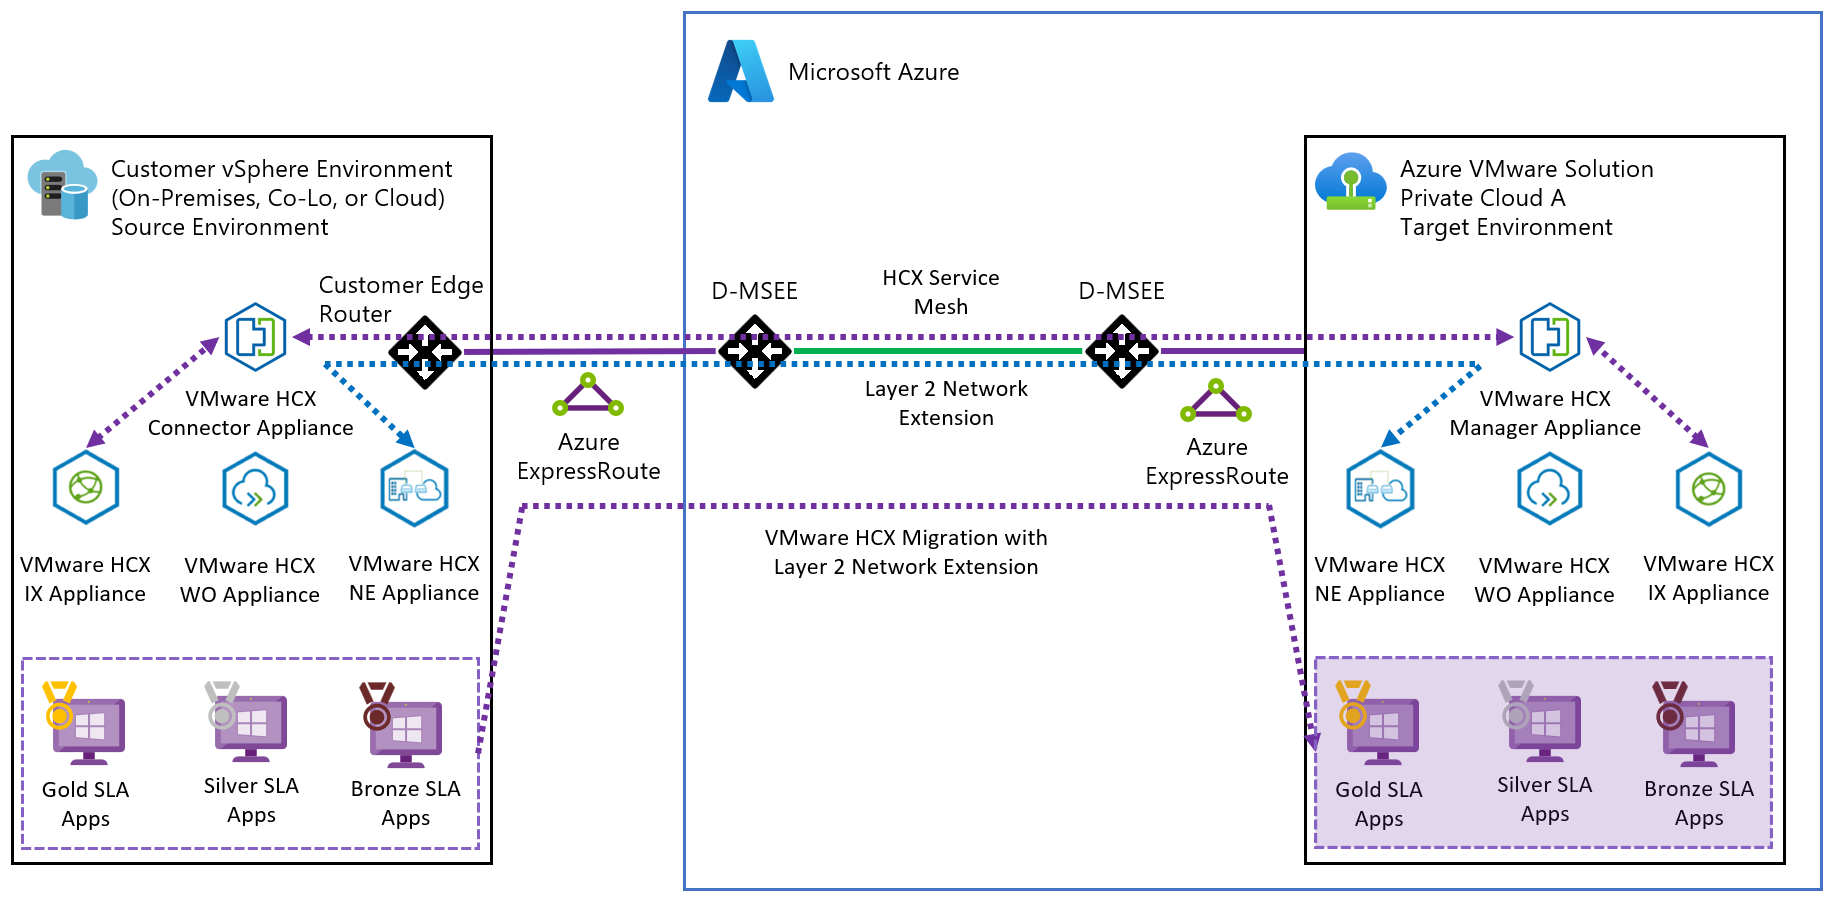 Microsoft Azure
Customer vSphere Environment
(On-Premises, Co-Lo, or Cloud)
Source Environment
Azure VMware Solution
Private Cloud A
Target Environment
Customer Edge
Router
D-MSEE
HCX Service
Mesh
D-MSEE
VMware HCX
Connector Appliance
Azure
ExpressRoute
Layer 2 Network
Extension
Azure
ExpressRoute
VMware HCX
Manager Appliance
VMware HCX
IX Appliance
VMware HCX
WO Appliance
VMware HCX
NE Appliance
VMware HCX Migration with
Layer 2 Network Extension
VMware HCX
NE Appliance
VMware HCX
WO Appliance
VMware HCX
IX Appliance
Gold SLA
Apps
Silver SLA
Apps
Bronze SLA
Apps
Gold SLA
Apps
Silver SLA
Apps
Bronze SLA
Apps